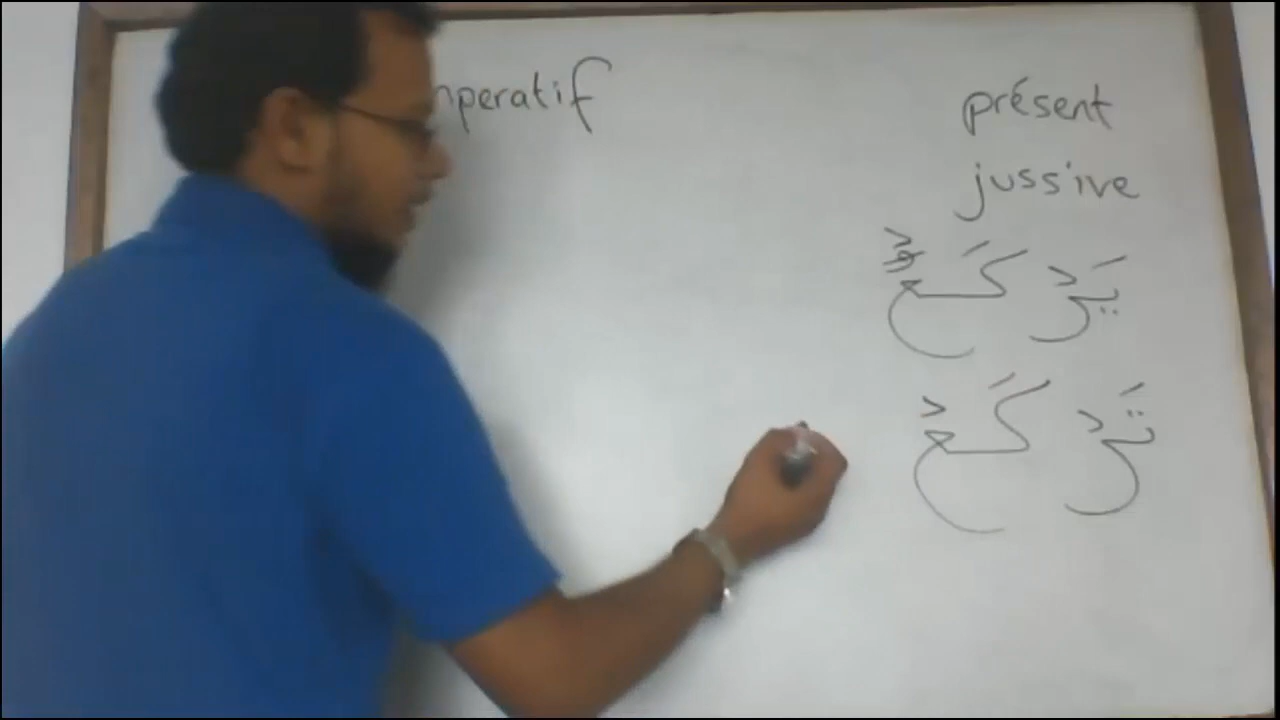 mperatif
présent
jussive
يَرْكَعْ
تَرْكَعْ